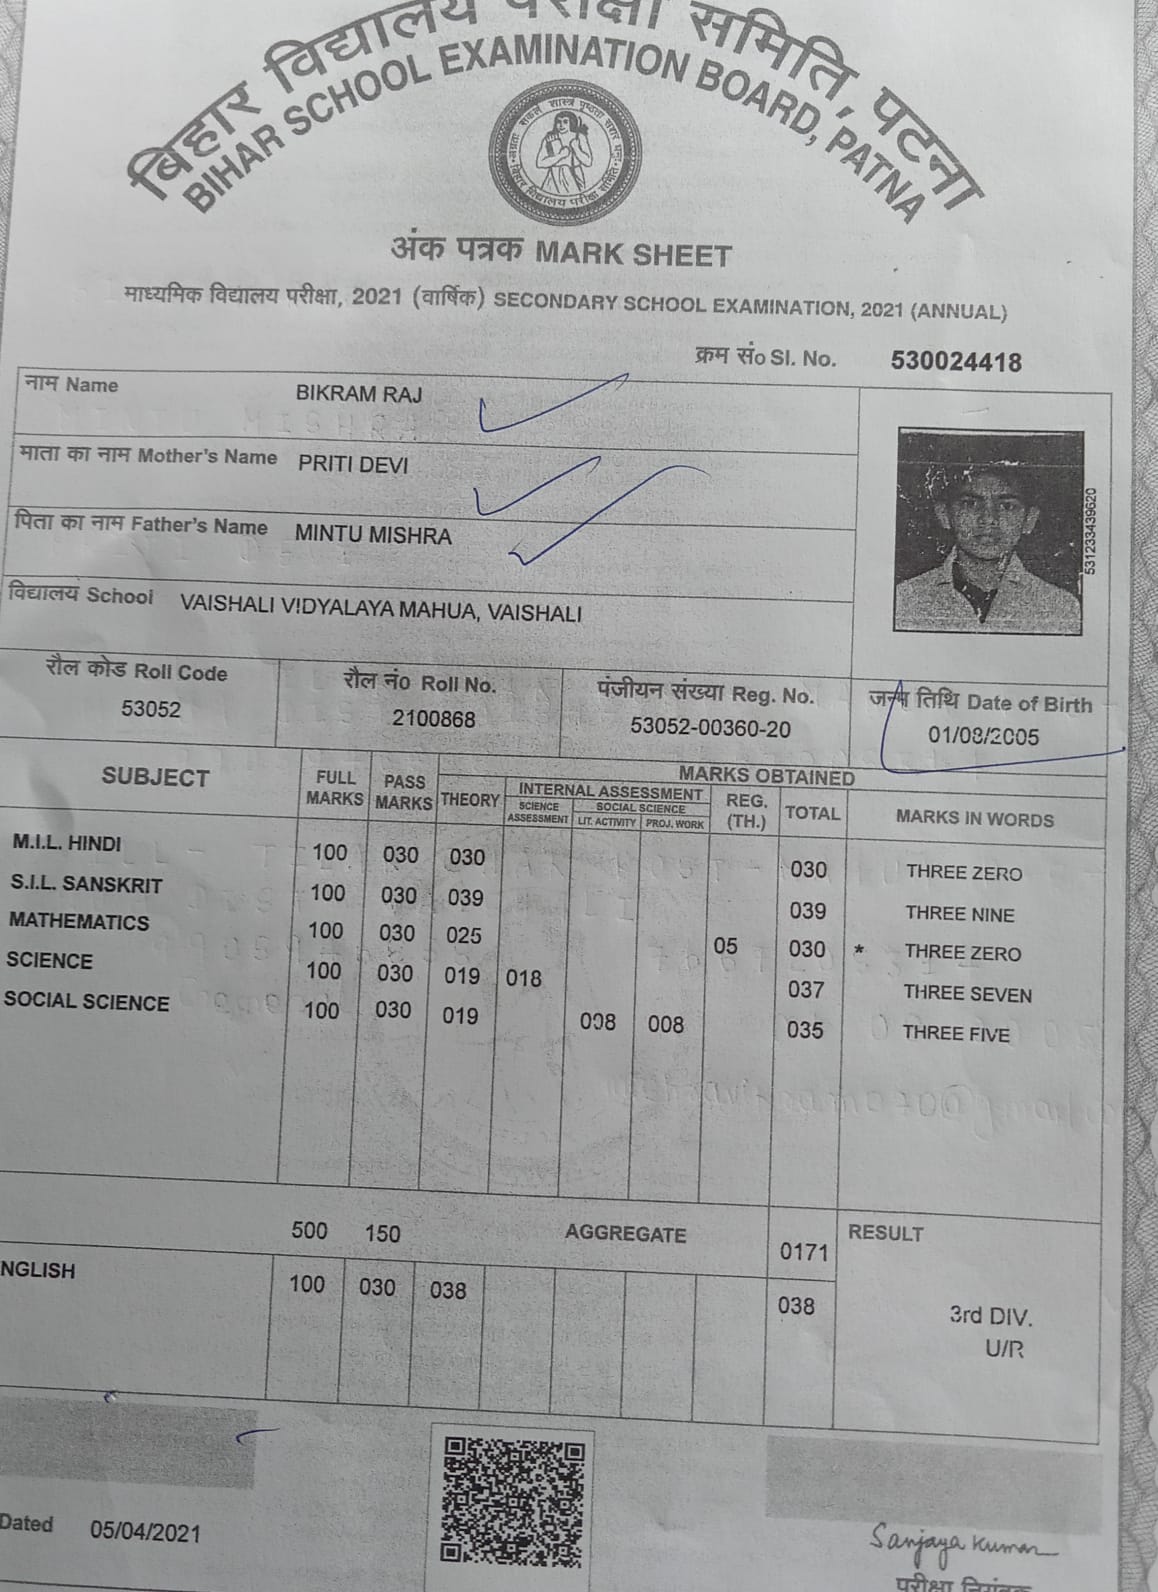 बिहार विद्यालय परीक्षा समिति, पटना
BIHAR SCHOOL EXAMINATION BOARD, PATNA
अंक पत्रक MARK SHEET
माध्यमिक विद्यालय परीक्षा, 2021 (वार्षिक) SECONDARY SCHOOL EXAMINATION, 2021 (ANNUAL)
क्रम सं० Sl. No. 530024418
नाम Name BIKRAM RAJ
माता का नाम Mother's Name PRITI DEVI
पिता का नाम Father's Name MINTU MISHRA
531233439620
विद्यालय School VAISHALI VIDYALAYA MAHUA, VAISHALI
रौल कोड Roll Code रौल नं० Roll No. पंजीयन संख्या Reg. No. जन्म तिथि Date of Birth
53052 2100868 53052-00360-20 01/08/2005
SUBJECT FULL MARKS PASS MARKS MARKS OBTAINED
THEORY INTERNAL ASSESSMENT REG. (TH.) TOTAL MARKS IN WORDS
SCIENCE ASSESSMENT SOCIAL SCIENCE
LIT. ACTIVITY PROJ. WORK
M.I.L. HINDI 100 030 030 030 THREE ZERO
S.I.L. SANSKRIT 100 030 039 039 THREE NINE
MATHEMATICS 100 030 025 05 030 * THREE ZERO
SCIENCE 100 030 019 018 037 THREE SEVEN
SOCIAL SCIENCE 100 030 019 008 008 035 THREE FIVE
500 150 AGGREGATE 0171 RESULT
NGLISH 100 030 038 038 3rd DIV.
U/R
Dated 05/04/2021
Sanjaya Kumar
परीक्षा नियंत्रक